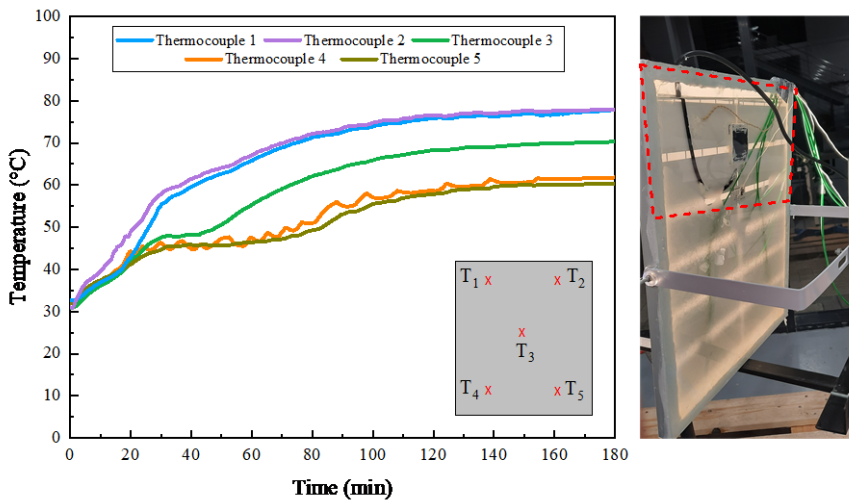 100
90
80
70
60
50
40
30
20
10
0
Temperature (°C)
Thermocouple 1 Thermocouple 2 Thermocouple 3
Thermocouple 4 Thermocouple 5
T1 x x T2
x
T3
T4 x x T5
0 20 40 60 80 100 120 140 160 180
Time (min)